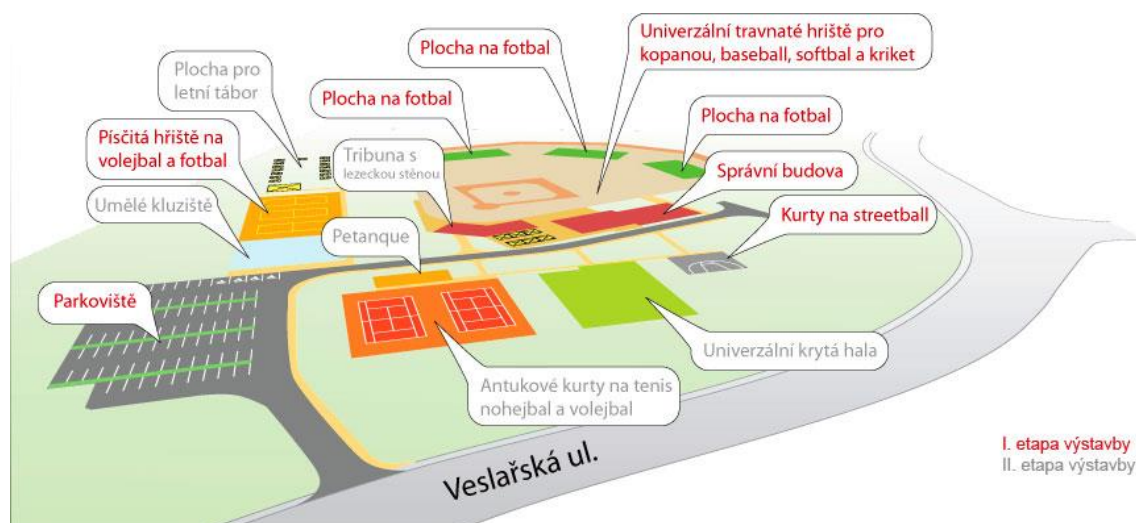 Plocha na fotbal
Univerzální travnaté hriště pro
kopanou, baseball, softbal a kriket
Plocha pro
letní tábor
Plocha na fotbal
Plocha na fotbal
Písčitá hřiště na
volejbal a fotbal
Tribuna s
lezeckou stěnou
Správní budova
Umělé kluziště
Petanque
Kurty na streetball
Parkoviště
Univerzální krytá hala
Antukové kurty na tenis
nohejbal a volejbal
Veslařská ul.
I. etapa výstavby
II. etapa výstavby